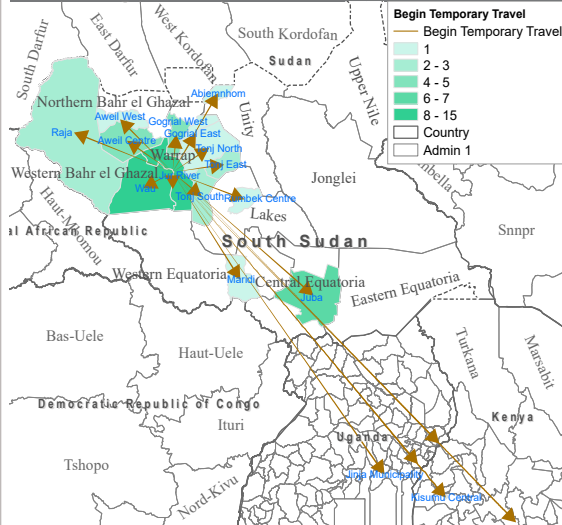 Begin Temporary Travel
Begin Temporary Travel
1
2 - 3
4 - 5
6 - 7
8 - 15
Country
Admin 1
South Darfur
East Darfur
West Kordofan
South Kordofan
Sudan
Upper Nile
Unity
Abiemnhom
Northern Bahr el Ghazal
Aweil West
Gogrial West
Raja
Aweil Centre
Gogrial East
Tonj North
Warrap
Tonj East
Western Bahr el Ghazal
Jur River
Wau
Tonj South
Rumbek Centre
Jonglei
Lakes
Snnpr
al African Republic
Haut-Mbomou
South Sudan
Western Equatoria
Maridi
Central Equatoria
Juba
Eastern Equatoria
Bas-Uele
Haut-Uele
Turkana
Marsabit
Democratic Republic of Congo
Kenya
Ituri
Uganda
Tshopo
Jinja Municipality
Nord-Kivu
Kisumu Central